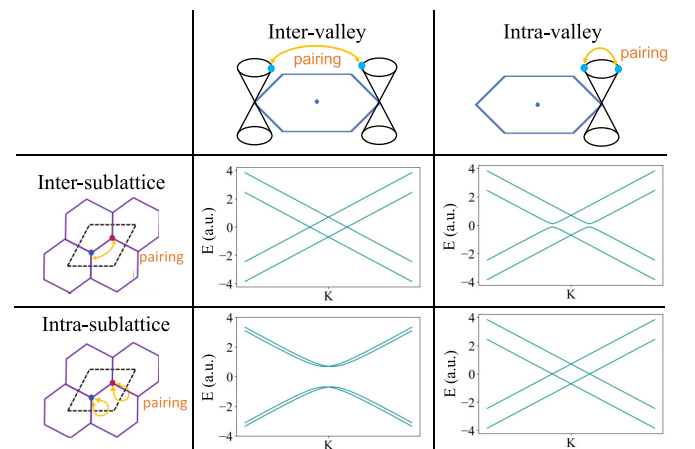 Inter-valley
pairing
Intra-valley
pairing
Inter-sublattice
pairing
E (a.u.)
4
2
0
−2
−4
K
E (a.u.)
4
2
0
−2
−4
K
Intra-sublattice
pairing
E (a.u.)
4
2
0
−2
−4
K
E (a.u.)
4
2
0
−2
−4
K